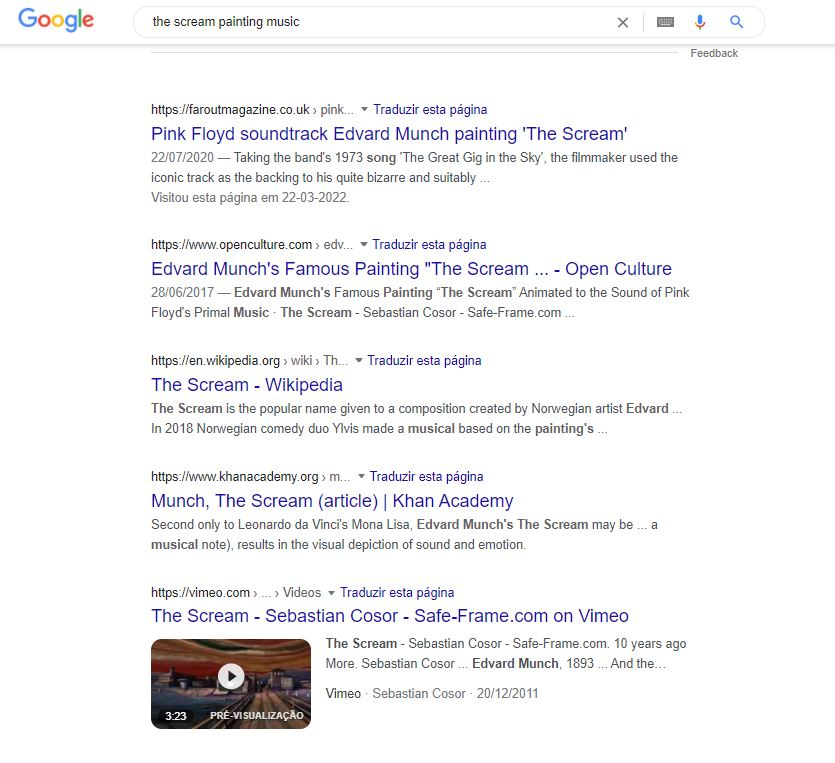 Google
the scream painting music
Feedback
https://faroutmagazine.co.uk › pink... Traduzir esta página
Pink Floyd soundtrack Edvard Munch painting 'The Scream'
22/07/2020 — Taking the band's 1973 song 'The Great Gig in the Sky', the filmmaker used the
iconic track as the backing to his quite bizarre and suitably ...
Visitou esta página em 22-03-2022.
https://www.openculture.com › edv... Traduzir esta página
Edvard Munch's Famous Painting "The Scream ... - Open Culture
28/06/2017 — Edvard Munch's Famous Painting “The Scream” Animated to the Sound of Pink
Floyd's Primal Music · The Scream - Sebastian Cosor - Safe-Frame.com ...
https://en.wikipedia.org › wiki › Th... Traduzir esta página
The Scream - Wikipedia
The Scream is the popular name given to a composition created by Norwegian artist Edvard ...
In 2018 Norwegian comedy duo Ylvis made a musical based on the painting's ...
https://www.khanacademy.org › m... Traduzir esta página
Munch, The Scream (article) | Khan Academy
Second only to Leonardo da Vinci's Mona Lisa, Edvard Munch's The Scream may be ... a
musical note), results in the visual depiction of sound and emotion.
https://vimeo.com › ... › Videos Traduzir esta página
The Scream - Sebastian Cosor - Safe-Frame.com on Vimeo
The Scream - Sebastian Cosor - Safe-Frame.com. 10 years ago
More. Sebastian Cosor ... Edvard Munch, 1893 ... And the...
Vimeo · Sebastian Cosor · 20/12/2011
3:23 PRÉ-VISUALIZAÇÃO